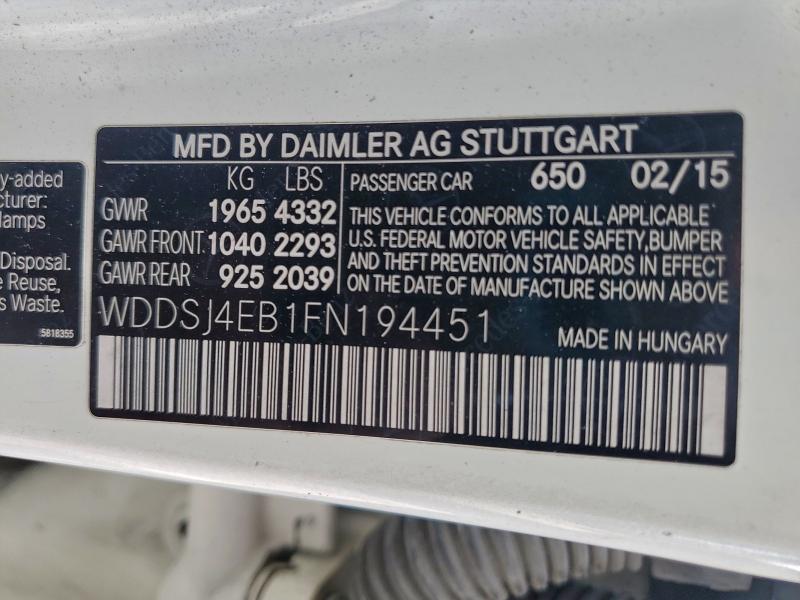 y-added
cturer:
lamps
Disposal.
e Reuse,
s Waste.
5818355
MFD BY DAIMLER AG STUTTGART
KG LBS
GVWR 1965 4332
GAWR FRONT 1040 2293
GAWR REAR 925 2039
PASSENGER CAR 650 02/15
THIS VEHICLE CONFORMS TO ALL APPLICABLE
U.S. FEDERAL MOTOR VEHICLE SAFETY,BUMPER
AND THEFT PREVENTION STANDARDS IN EFFECT
ON THE DATE OF MANUFACTURE SHOWN ABOVE.
WDDSJ4EB1FN194451
MADE IN HUNGARY